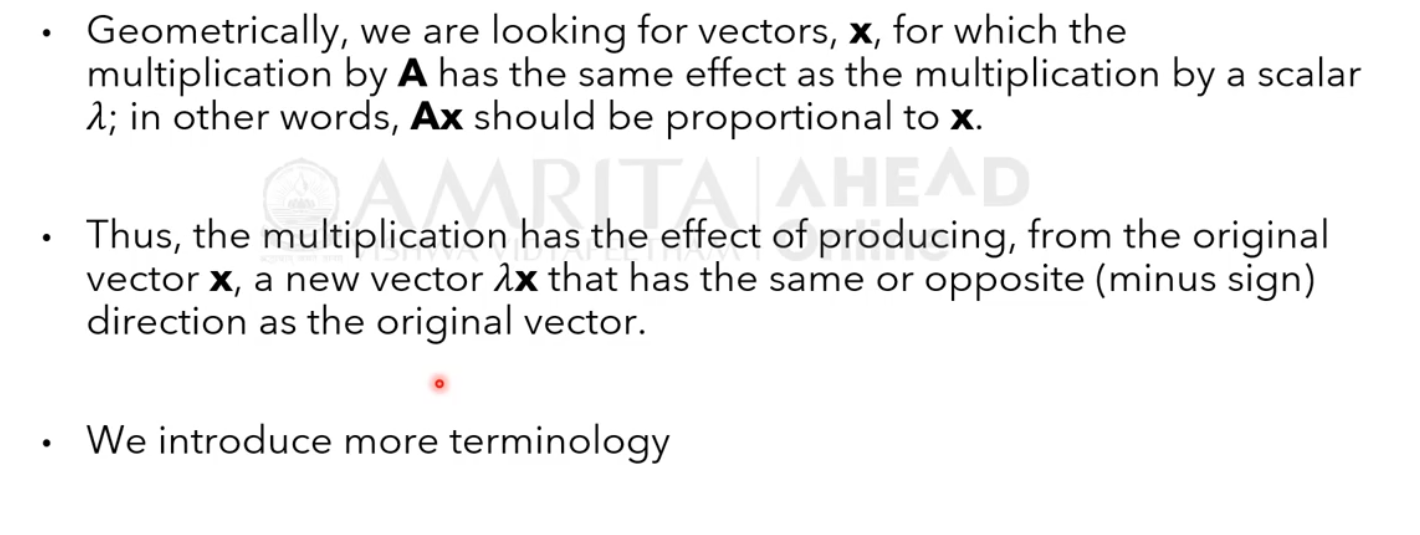 • Geometrically, we are looking for vectors, x, for which the
multiplication by A has the same effect as the multiplication by a scalar
λ; in other words, Ax should be proportional to x.
AMRITA | AHEAD
VISHWA VIDYAPEETHAM Online
• Thus, the multiplication has the effect of producing, from the original
vector x, a new vector λx that has the same or opposite (minus sign)
direction as the original vector.
• We introduce more terminology